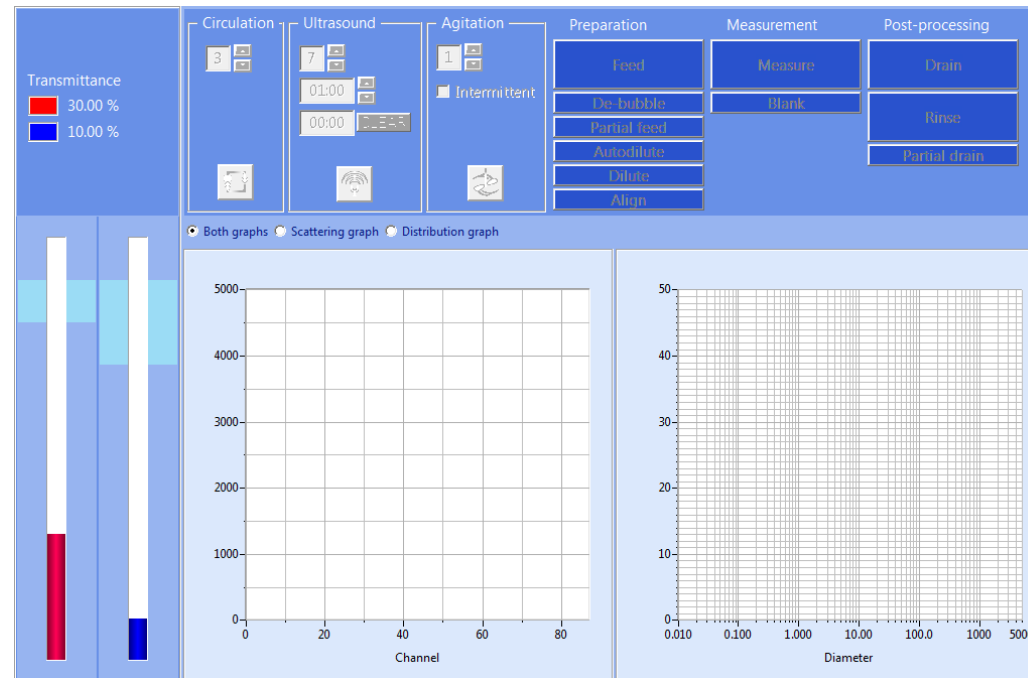 Transmittance
30.00 %
10.00 %
Circulation
3
Ultrasound
7
01:00
00:00 CLEAR
Agitation
1
Intermittent
Preparation
Feed
De-bubble
Partial feed
Autodilute
Dilute
Align
Measurement
Measure
Blank
Post-processing
Drain
Rinse
Partial drain
Both graphs Scattering graph Distribution graph
5000
4000
3000
2000
1000
0
0 20 40 60 80
Channel
50
40
30
20
10
0
0.010 0.100 1.000 10.00 100.0 1000 500
Diameter